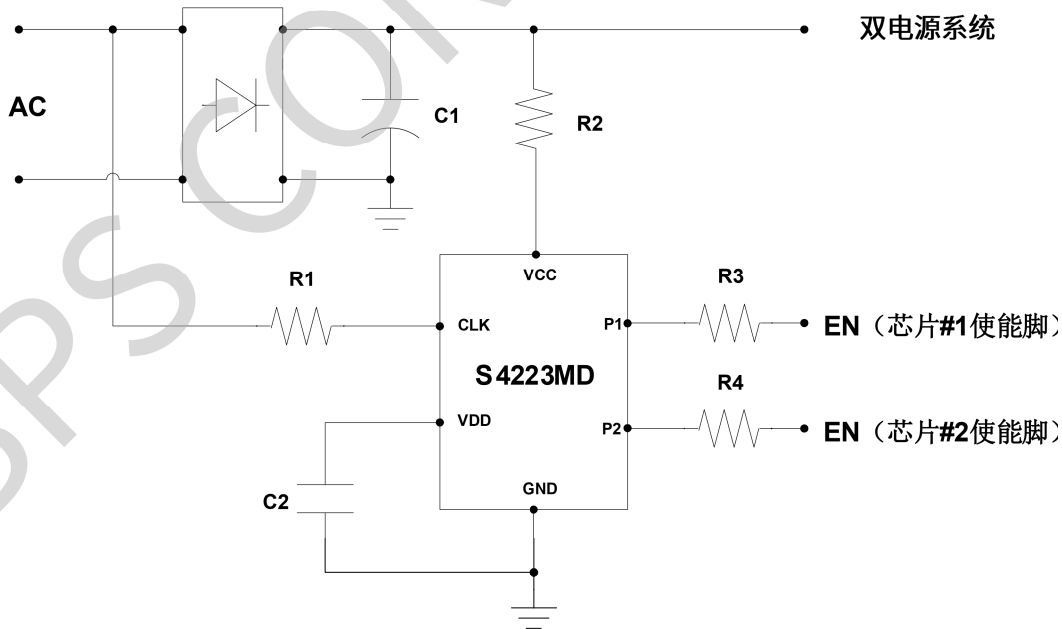 双电源系统
AC
C1
R2
VCC
R1
R3
CLK
P1
EN（芯片#1使能脚）
S4223MD
R4
VDD
P2
EN（芯片#2使能脚）
GND
C2